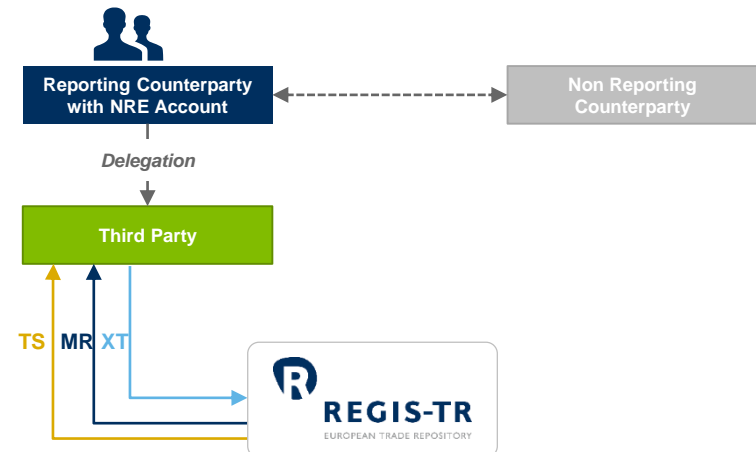 Reporting Counterparty
with NRE Account
Non Reporting
Counterparty
Delegation
Third Party
TS MR XT
R
REGIS-TR
EUROPEAN TRADE REPOSITORY